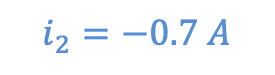 i₂ = −0.7 A